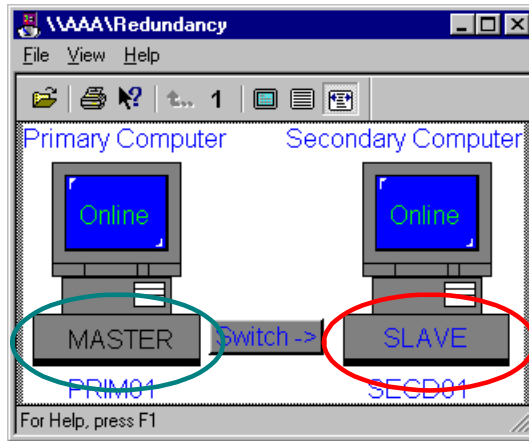 \\AAA\Redundancy
File View Help
1
Primary Computer Secondary Computer
Online Online
MASTER Switch -> SLAVE
PRIM01 SECD01
For Help, press F1